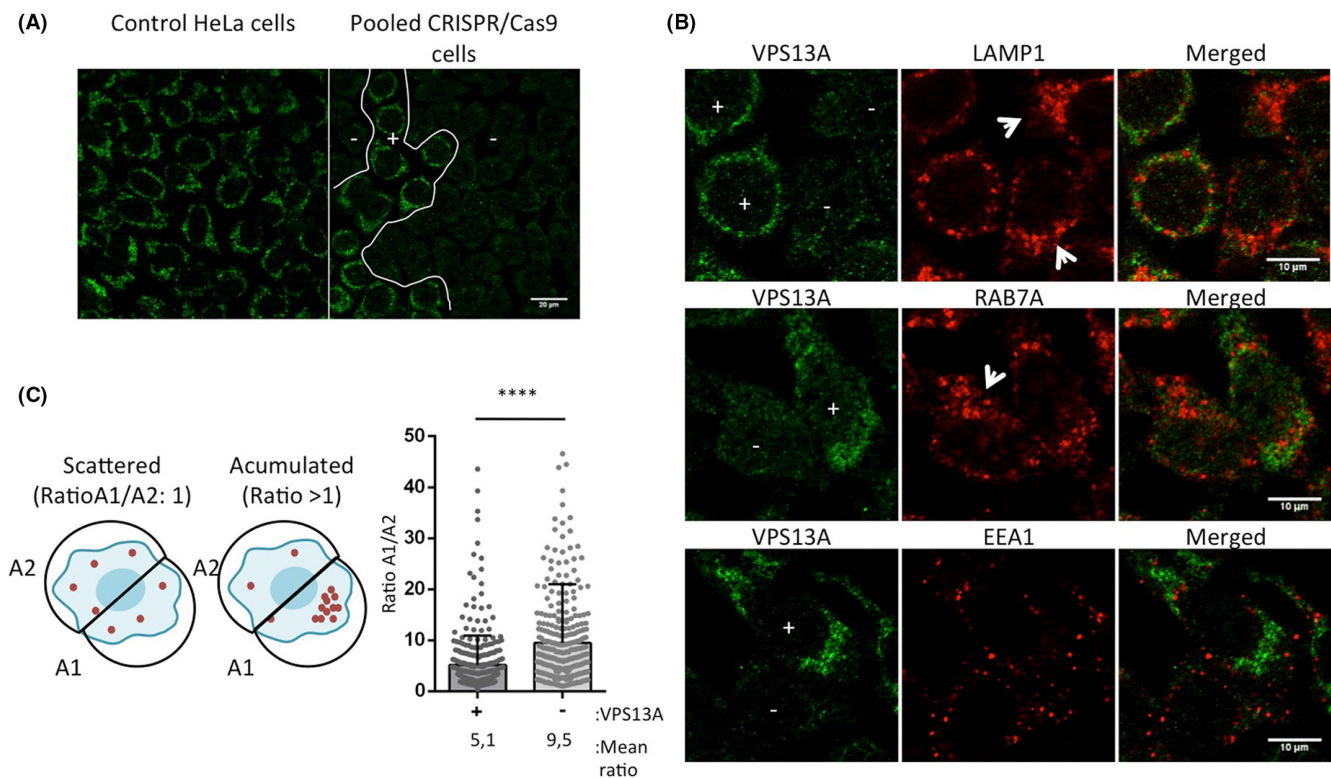 (A)
Control HeLa cells
Pooled CRISPR/Cas9
cells
- + -
20 µm
(B)
VPS13A LAMP1 Merged
+ -
+ -
10 µm
VPS13A RAB7A Merged
+
-
10 µm
VPS13A EEA1 Merged
+
-
10 µm
(C)
Scattered
(RatioA1/A2: 1)
Acumulated
(Ratio >1)
A2
A1
A2
A1
****
Ratio A1/A2
50
40
30
20
10
0
+ - :VPS13A
5,1 9,5 :Mean
ratio